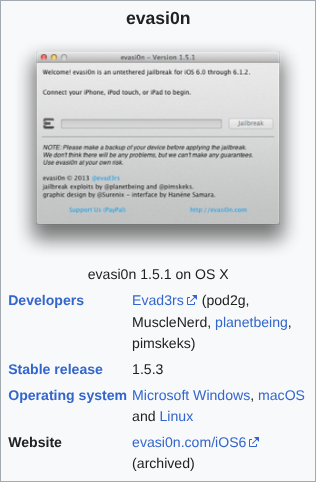 evasi0n
evasi0n – Version 1.5.1
Welcome! evasi0n is an untethered jailbreak for iOS 6.0 through 6.1.2.
Connect your iPhone, iPod touch, or iPad to begin.
Jailbreak
NOTE: Please make a backup of your device before applying the jailbreak.
We don't think there will be any problems, but we can't make any guarantees.
Use evasi0n at your own risk.
evasi0n © 2013 @evad3rs
jailbreak exploits by @planetbeing and @pimskeks.
graphic design by @Surenix – interface by Hanéne Samara.
Support Us (PayPal) http://evasi0n.com/
evasi0n 1.5.1 on OS X
Developers Evad3rs (pod2g,
MuscleNerd, planetbeing,
pimskeks)
Stable release 1.5.3
Operating system Microsoft Windows, macOS
and Linux
Website evasi0n.com/iOS6
(archived)